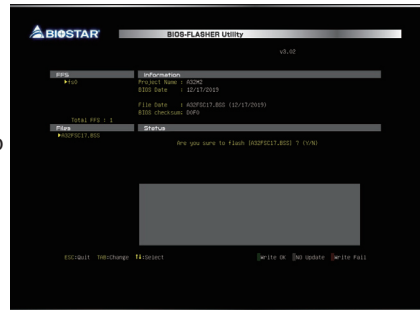 BIOSTAR
BIOS-FLASHER Utility
v3.02
FFS
fs0
Total FFS : 1
Information
Project Name : A32M2
BIOS Date : 12/17/2019
File Date : A32FSC17.BSS (12/17/2019)
BIOS checksum: D0F0
Files
A32FSC17.BSS
Status
Are you sure to flash [A32FSC17.BSS] ? (Y/N)
ESC:Quit TAB:Change ↑↓:Select
Write OK NO Update Write Fail